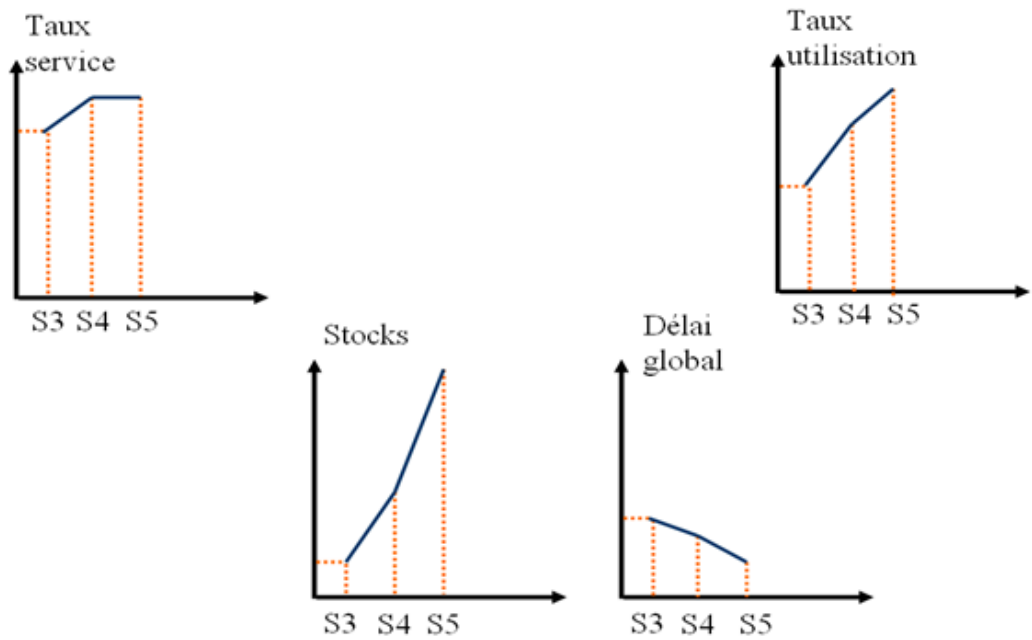 Taux
service
S3 S4 S5
Taux
utilisation
S3 S4 S5
Stocks
S3 S4 S5
Délai
global
S3 S4 S5